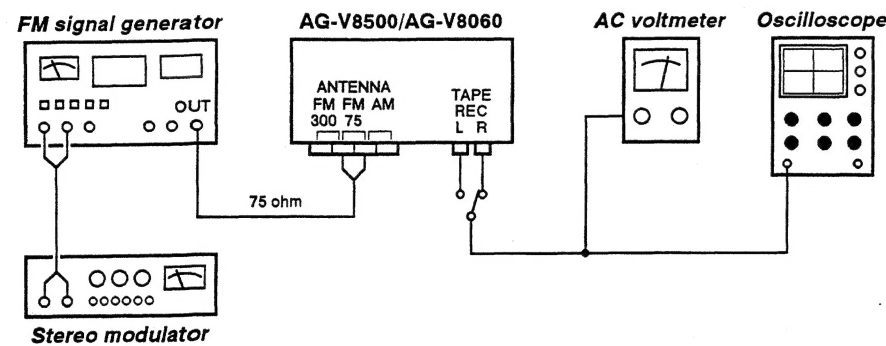 FM signal generator
AG-V8500/AG-V8060
AC voltmeter
Oscilloscope
OUT
ANTENNA
FM FM AM
300 75
TAPE
REC
L R
75 ohm
Stereo modulator